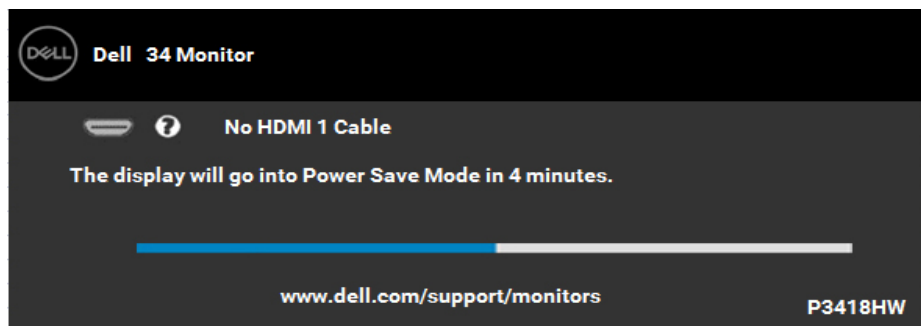 DELL Dell 34 Monitor
? No HDMI 1 Cable
The display will go into Power Save Mode in 4 minutes.
www.dell.com/support/monitors
P3418HW